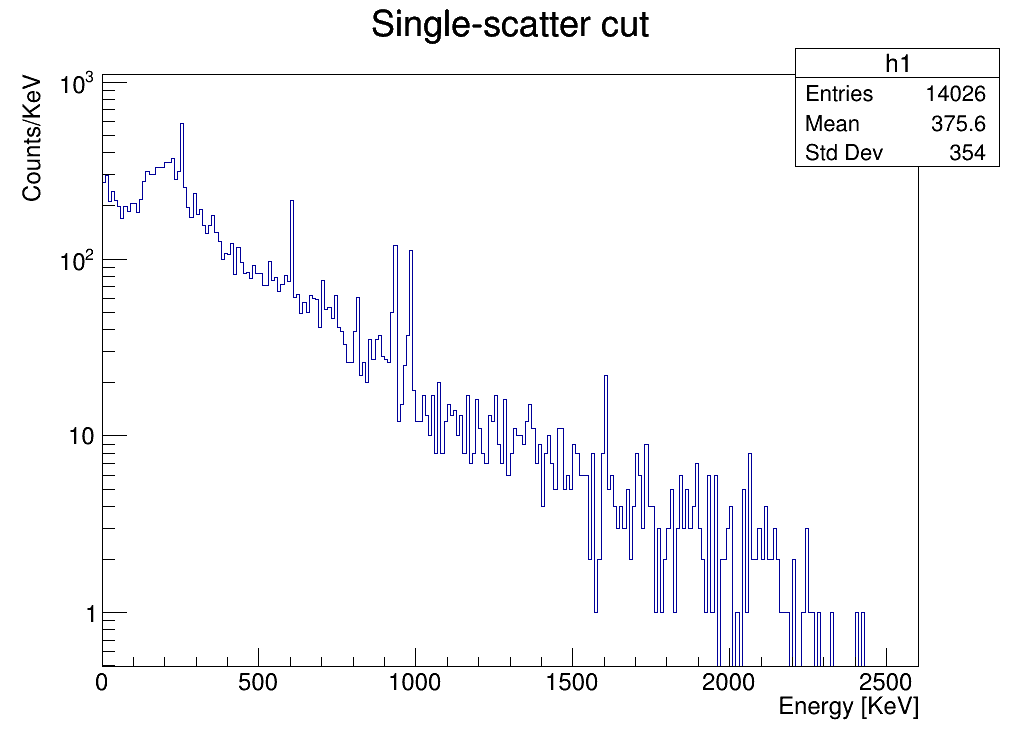 Single-scatter cut
h1
Entries 14026
Mean 375.6
Std Dev 354
Counts/KeV
10³
10²
10
1
0 500 1000 1500 2000 2500
Energy [KeV]